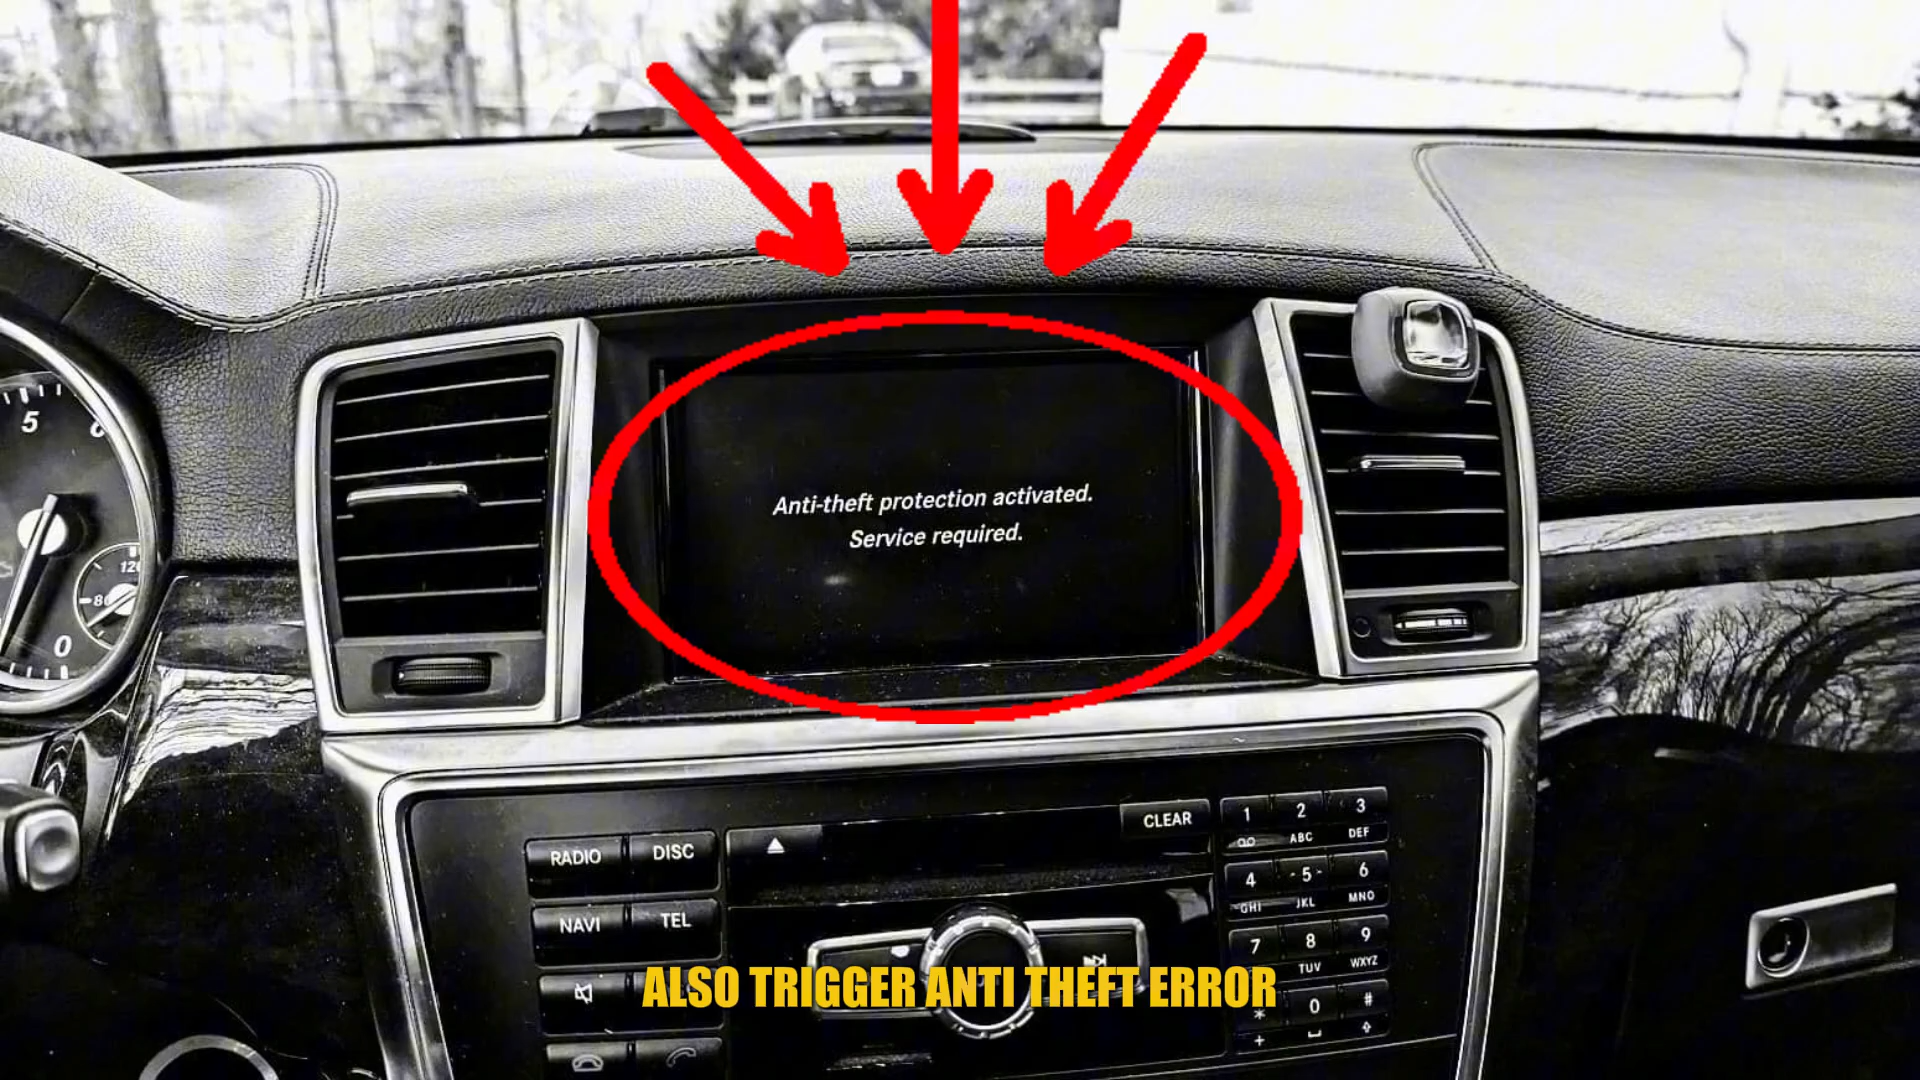 5
6
120
80
0
Anti-theft protection activated.
Service required.
CLEAR
RADIO
DISC
NAVI
TEL
1
2 ABC
3 DEF
4 GHI
5 JKL
6 MNO
7
8 TUV
9 WXYZ
*
0
#
+
ALSO TRIGGER ANTI THEFT ERROR